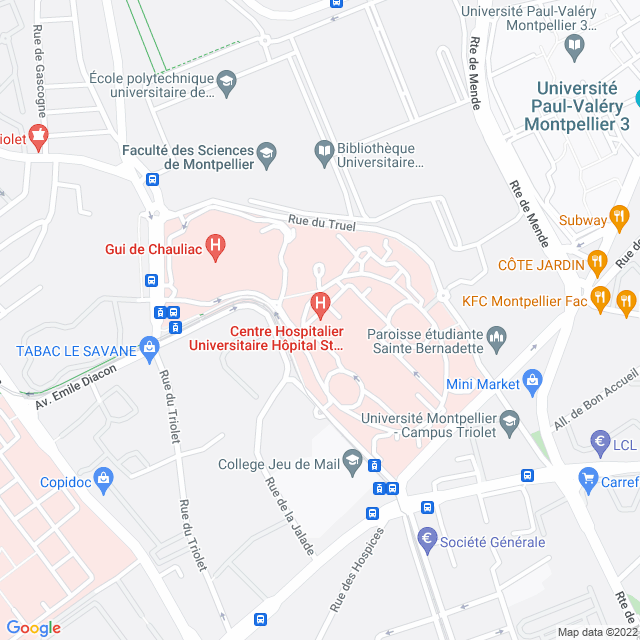 Université Paul-Valéry
Montpellier 3...
Rue de Gascogne
Rte de Mende
École polytechnique
universitaire de...
Université
Paul-Valéry
Montpellier 3
iolet
Faculté des Sciences
de Montpellier
Bibliothèque
Universitaire...
Rte de Mende
Subway
Rue du Truel
Gui de Chauliac
CÔTE JARDIN
Rue de
KFC Montpellier Fac
Centre Hospitalier
Universitaire Hôpital St...
Paroisse étudiante
Sainte Bernadette
TABAC LE SAVANE
Av. Emile Diacon
Rue du Triolet
Mini Market
All. de Bon Accueil
Université Montpellier
- Campus Triolet
LCL
College Jeu de Mail
Copidoc
Carref
Rue de la Jalade
Rue du Triolet
Société Générale
Rue des Hospices
Rte de
Google
Map data ©2022